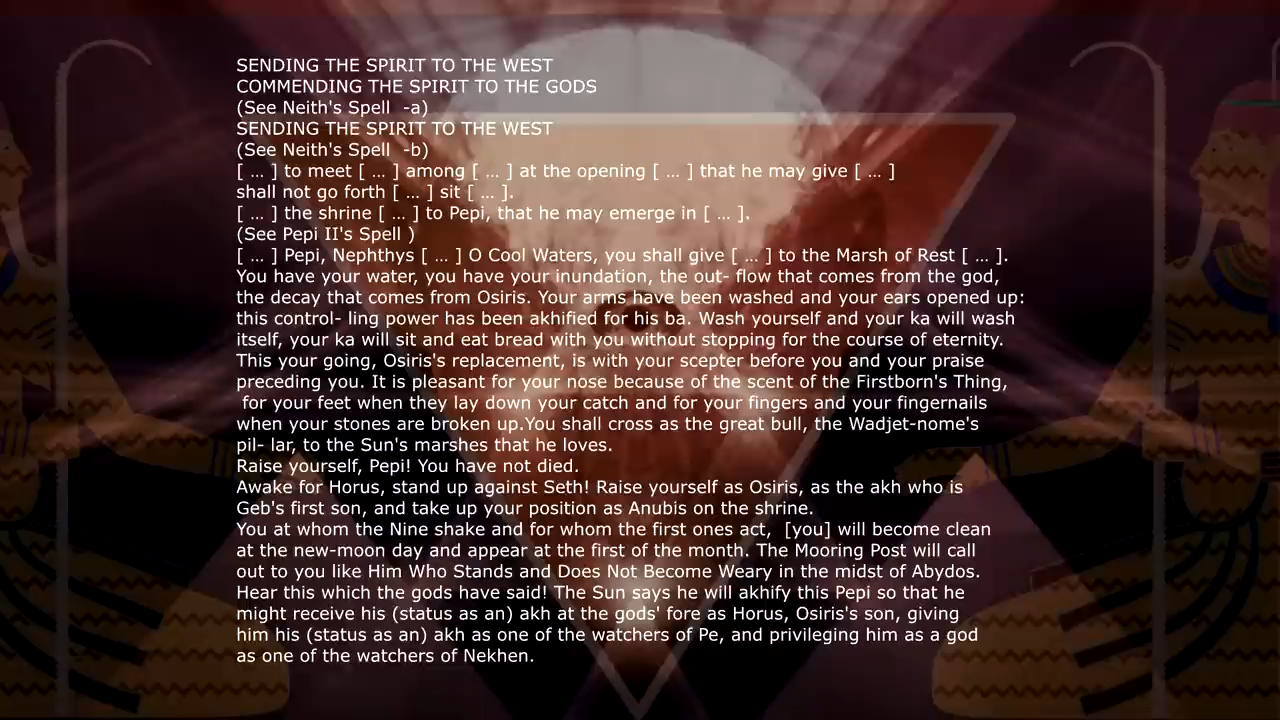 SENDING THE SPIRIT TO THE WEST
COMMENDING THE SPIRIT TO THE GODS
(See Neith's Spell  -a)
SENDING THE SPIRIT TO THE WEST
(See Neith's Spell  -b)
[ … ] to meet [ … ] among [ … ] at the opening [ … ] that he may give [ … ]
shall not go forth [ … ] sit [ … ].
[ … ] the shrine [ … ] to Pepi, that he may emerge in [ … ].
(See Pepi II's Spell )
[ … ] Pepi, Nephthys [ … ] O Cool Waters, you shall give [ … ] to the Marsh of Rest [ … ].
You have your water, you have your inundation, the out- flow that comes from the god,
the decay that comes from Osiris. Your arms have been washed and your ears opened up:
this control- ling power has been akhified for his ba. Wash yourself and your ka will wash
itself, your ka will sit and eat bread with you without stopping for the course of eternity.
This your going, Osiris's replacement, is with your scepter before you and your praise
preceding you. It is pleasant for your nose because of the scent of the Firstborn's Thing,
for your feet when they lay down your catch and for your fingers and your fingernails
when your stones are broken up.You shall cross as the great bull, the Wadjet-nome's
pil- lar, to the Sun's marshes that he loves.
Raise yourself, Pepi! You have not died.
Awake for Horus, stand up against Seth! Raise yourself as Osiris, as the akh who is
Geb's first son, and take up your position as Anubis on the shrine.
You at whom the Nine shake and for whom the first ones act,  [you] will become clean
at the new-moon day and appear at the first of the month. The Mooring Post will call
out to you like Him Who Stands and Does Not Become Weary in the midst of Abydos.
Hear this which the gods have said! The Sun says he will akhify this Pepi so that he
might receive his (status as an) akh at the gods' fore as Horus, Osiris's son, giving
him his (status as an) akh as one of the watchers of Pe, and privileging him as a god
as one of the watchers of Nekhen.